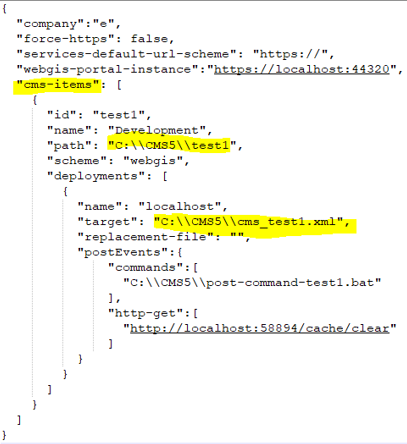 {
"company":"e",
"force-https": false,
"services-default-url-scheme": "https://",
"webgis-portal-instance":"https://localhost:44320",
"cms-items": [
{
"id": "test1",
"name": "Development",
"path": "C:\\CMS5\\test1",
"scheme": "webgis",
"deployments": [
{
"name": "localhost",
"target": "C:\\CMS5\\cms_test1.xml",
"replacement-file": "",
"postEvents":{
"commands":[
"C:\\CMS5\\post-command-test1.bat"
],
"http-get":[
"http://localhost:58894/cache/clear"
]
}
}
]
}
]
}